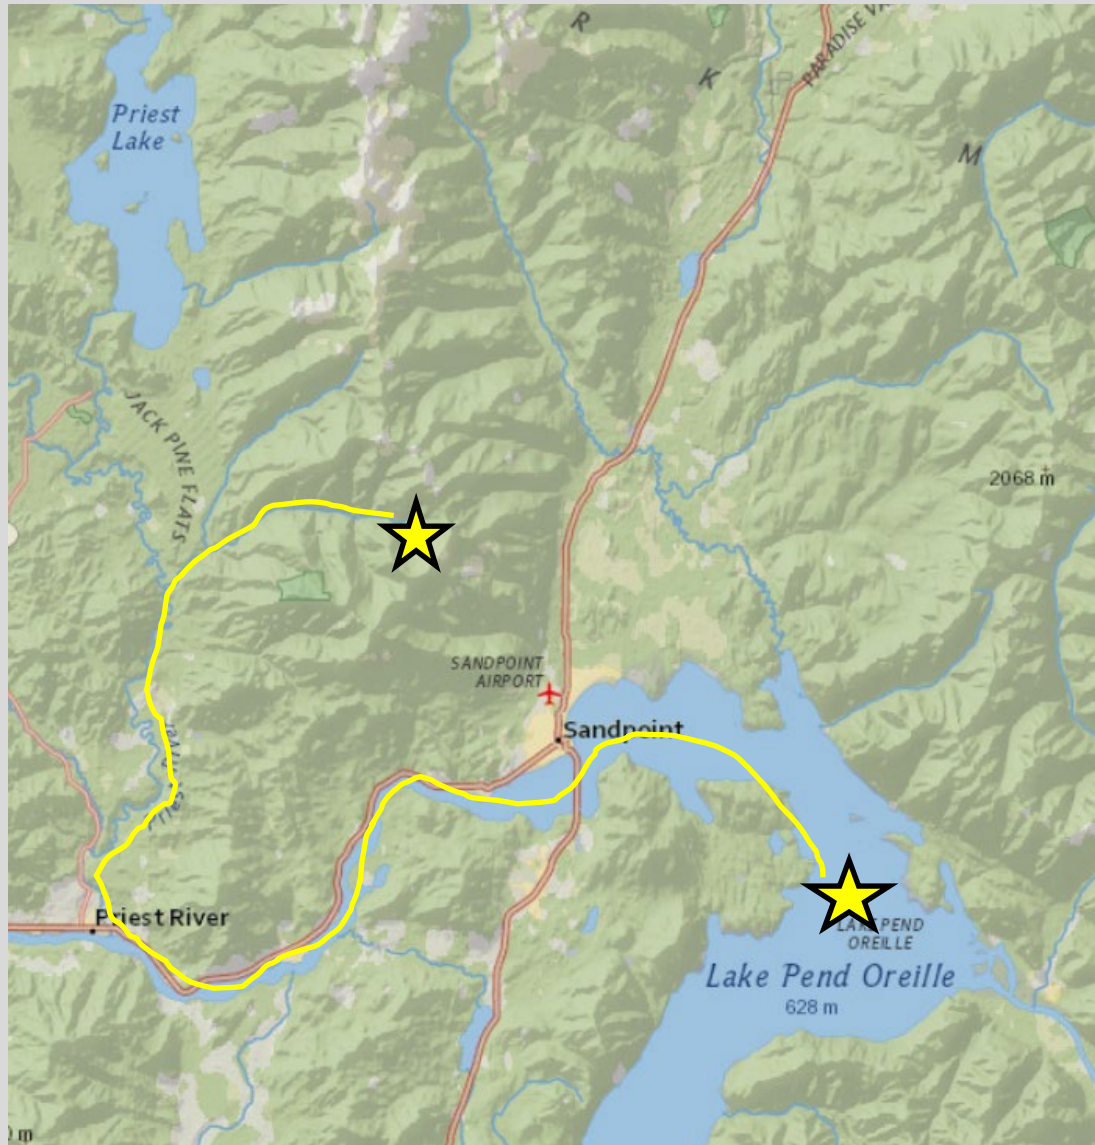 R
K
PARADISE VA
Priest
Lake
M
JACK PINE FLATS
2068 m
SANDPOINT
AIRPORT
Sandpoint
Priest River
LAKE PEND
OREILLE
Lake Pend Oreille
628 m
m